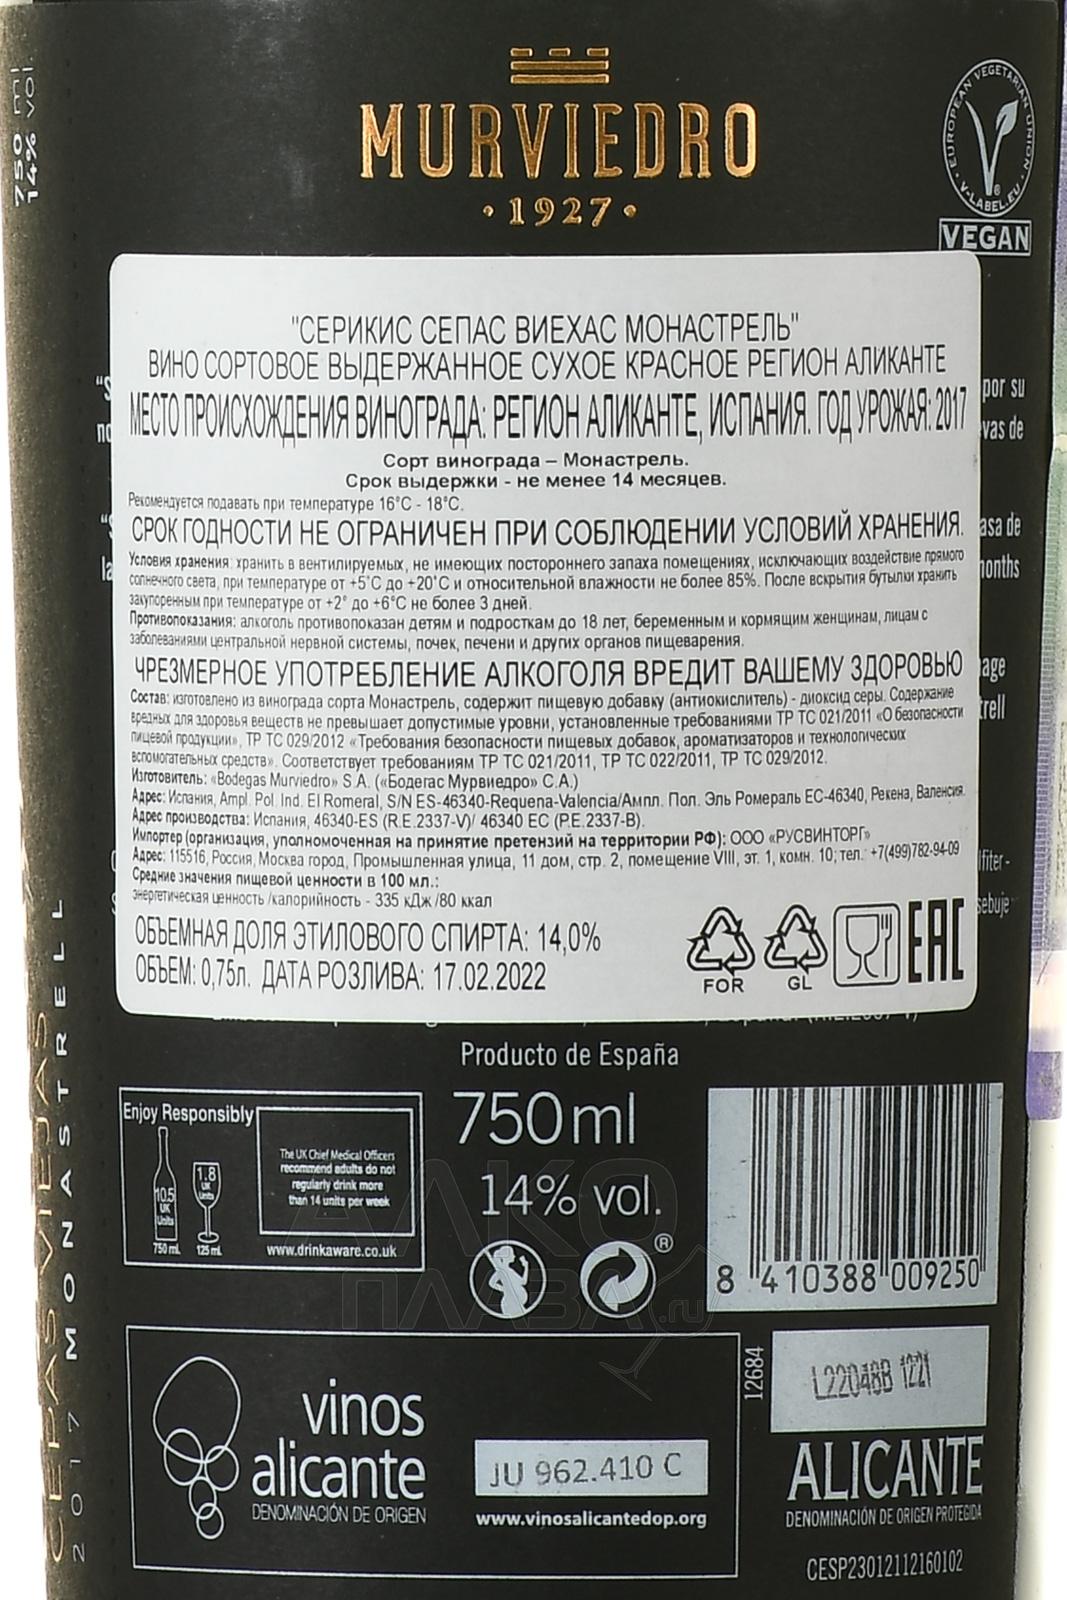 750 ml
14% vol.
MURVIEDRO
• 1927 •
EUROPEAN VEGETARIAN UNION
• V-LABEL.EU •
VEGAN
"СЕРИКИС СЕПАС ВИЕХАС МОНАСТРЕЛЬ"
ВИНО СОРТОВОЕ ВЫДЕРЖАННОЕ СУХОЕ КРАСНОЕ РЕГИОН АЛИКАНТЕ
МЕСТО ПРОИСХОЖДЕНИЯ ВИНОГРАДА: РЕГИОН АЛИКАНТЕ, ИСПАНИЯ. ГОД УРОЖАЯ: 2017
Сорт винограда – Монастрель.
Срок выдержки - не менее 14 месяцев.
Рекомендуется подавать при температуре 16°С - 18°С.
СРОК ГОДНОСТИ НЕ ОГРАНИЧЕН ПРИ СОБЛЮДЕНИИ УСЛОВИЙ ХРАНЕНИЯ.
Условия хранения: хранить в вентилируемых, не имеющих постороннего запаха помещениях, исключающих воздействие прямого
солнечного света, при температуре от +5°С до +20°С и относительной влажности не более 85%. После вскрытия бутылки хранить
закупоренным при температуре от +2° до +6°С не более 3 дней.
Противопоказания: алкоголь противопоказан детям и подросткам до 18 лет, беременным и кормящим женщинам, лицам с
заболеваниями центральной нервной системы, почек, печени и других органов пищеварения.
ЧРЕЗМЕРНОЕ УПОТРЕБЛЕНИЕ АЛКОГОЛЯ ВРЕДИТ ВАШЕМУ ЗДОРОВЬЮ
Состав: изготовлено из винограда сорта Монастрель, содержит пищевую добавку (антиокислитель) - диоксид серы. Содержание
вредных для здоровья веществ не превышает допустимые уровни, установленные требованиями ТР ТС 021/2011 «О безопасности
пищевой продукции», ТР ТС 029/2012 «Требования безопасности пищевых добавок, ароматизаторов и технологических
вспомогательных средств». Соответствует требованиям ТР ТС 021/2011, ТР ТС 022/2011, ТР ТС 029/2012.
Изготовитель: «Bodegas Murviedro» S.A. («Бодегас Мурвиедро» С.А.)
Адрес: Испания, Ampl. Pol. Ind. El Romeral, S/N ES-46340-Requena-Valencia/Ампл. Пол. Эль Ромераль ЕС-46340, Рекена, Валенсия.
Адрес производства: Испания, 46340-ES (R.E.2337-V)/ 46340 ЕС (Р.Е.2337-В).
Импортер (организация, уполномоченная на принятие претензий на территории РФ): ООО «РУСВИНТОРГ»
Адрес: 115516, Россия, Москва город, Промышленная улица, 11 дом, стр. 2, помещение VIII, эт. 1, комн. 10; тел.: +7(499)782-94-09
Средние значения пищевой ценности в 100 мл.:
энергетическая ценность /калорийность - 335 кДж /80 ккал
ОБЪЕМНАЯ ДОЛЯ ЭТИЛОВОГО СПИРТА: 14,0%
ОБЪЕМ: 0,75л. ДАТА РОЗЛИВА: 17.02.2022
FOR
GL
EAC
por su
evas de
asa de
months
Producto de España
Enjoy Responsibly
10.5
UK
Units
750 ml
1.8
UK
Units
125 ml
The UK Chief Medical Officers
recommend adults do not
regularly drink more
than 14 units per week
www.drinkaware.co.uk
750 ml
14% vol.
®
8 410388 009250
АЛКО
ПЛАЗА.ru
vinos
alicante
DENOMINACIÓN DE ORIGEN
JU 962.410 C
www.vinosalicantedop.org
12684
L22048B 1221
ALICANTE
DENOMINACIÓN DE ORIGEN PROTEGIDA
CESP23012112160102
CEPAS VIEJAS
2017 MONASTRELL